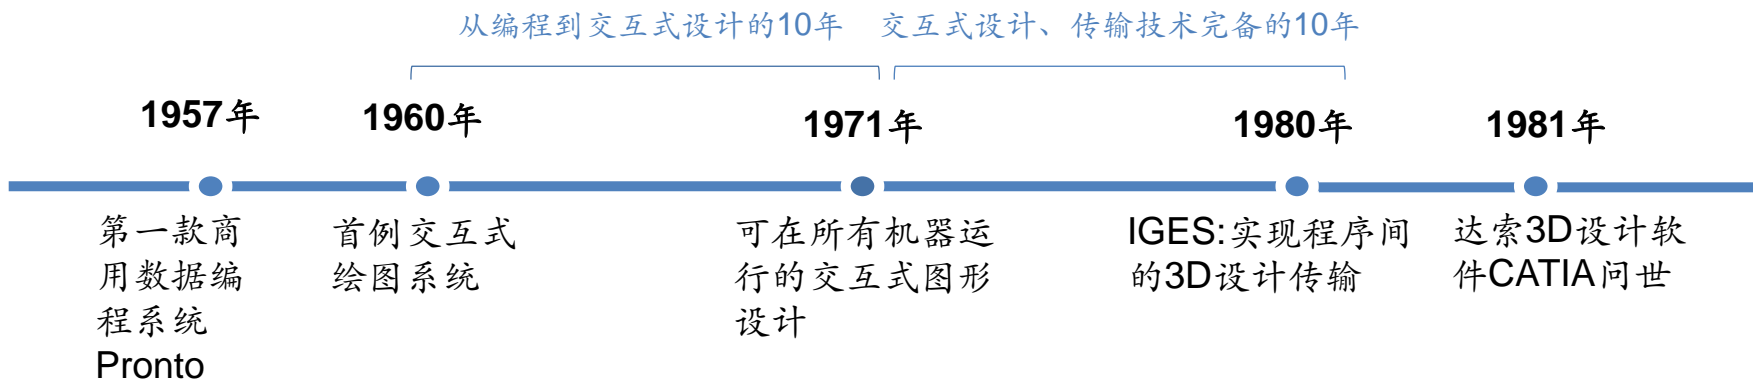 从编程到交互式设计的10年 交互式设计、传输技术完备的10年
1957年
1960年
1971年
1980年
1981年
第一款商
用数据编
程系统
Pronto
首例交互式
绘图系统
可在所有机器运
行的交互式图形
设计
IGES:实现程序间
的3D设计传输
达索3D设计软
件CATIA问世